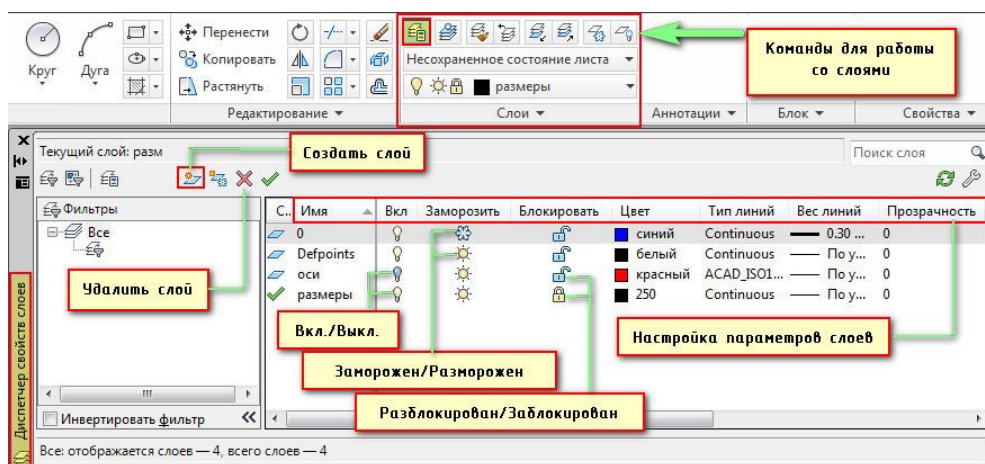 Круг
Дуга
Перенести
Копировать
Растянуть
Редактирование
Несохраненное состояние листа
размеры
Слои
Аннотации
Блок
Свойства
Команды для работы
со слоями
Текущий слой: разм
Создать слой
Поиск слоя
Фильтры
Все
Удалить слой
Инвертировать фильтр
С.. Имя Вкл Заморозить Блокировать Цвет Тип линий Вес линий Прозрачность
0 синий Continuous 0.30 ... 0
Defpoints белый Continuous По у... 0
оси красный ACAD_ISO1... По у... 0
размеры 250 Continuous По у... 0
Вкл./Выкл.
Настройка параметров слоев
Заморожен/Разморожен
Разблокирован/Заблокирован
Диспетчер свойств слоев
Все: отображается слоев — 4, всего слоев — 4